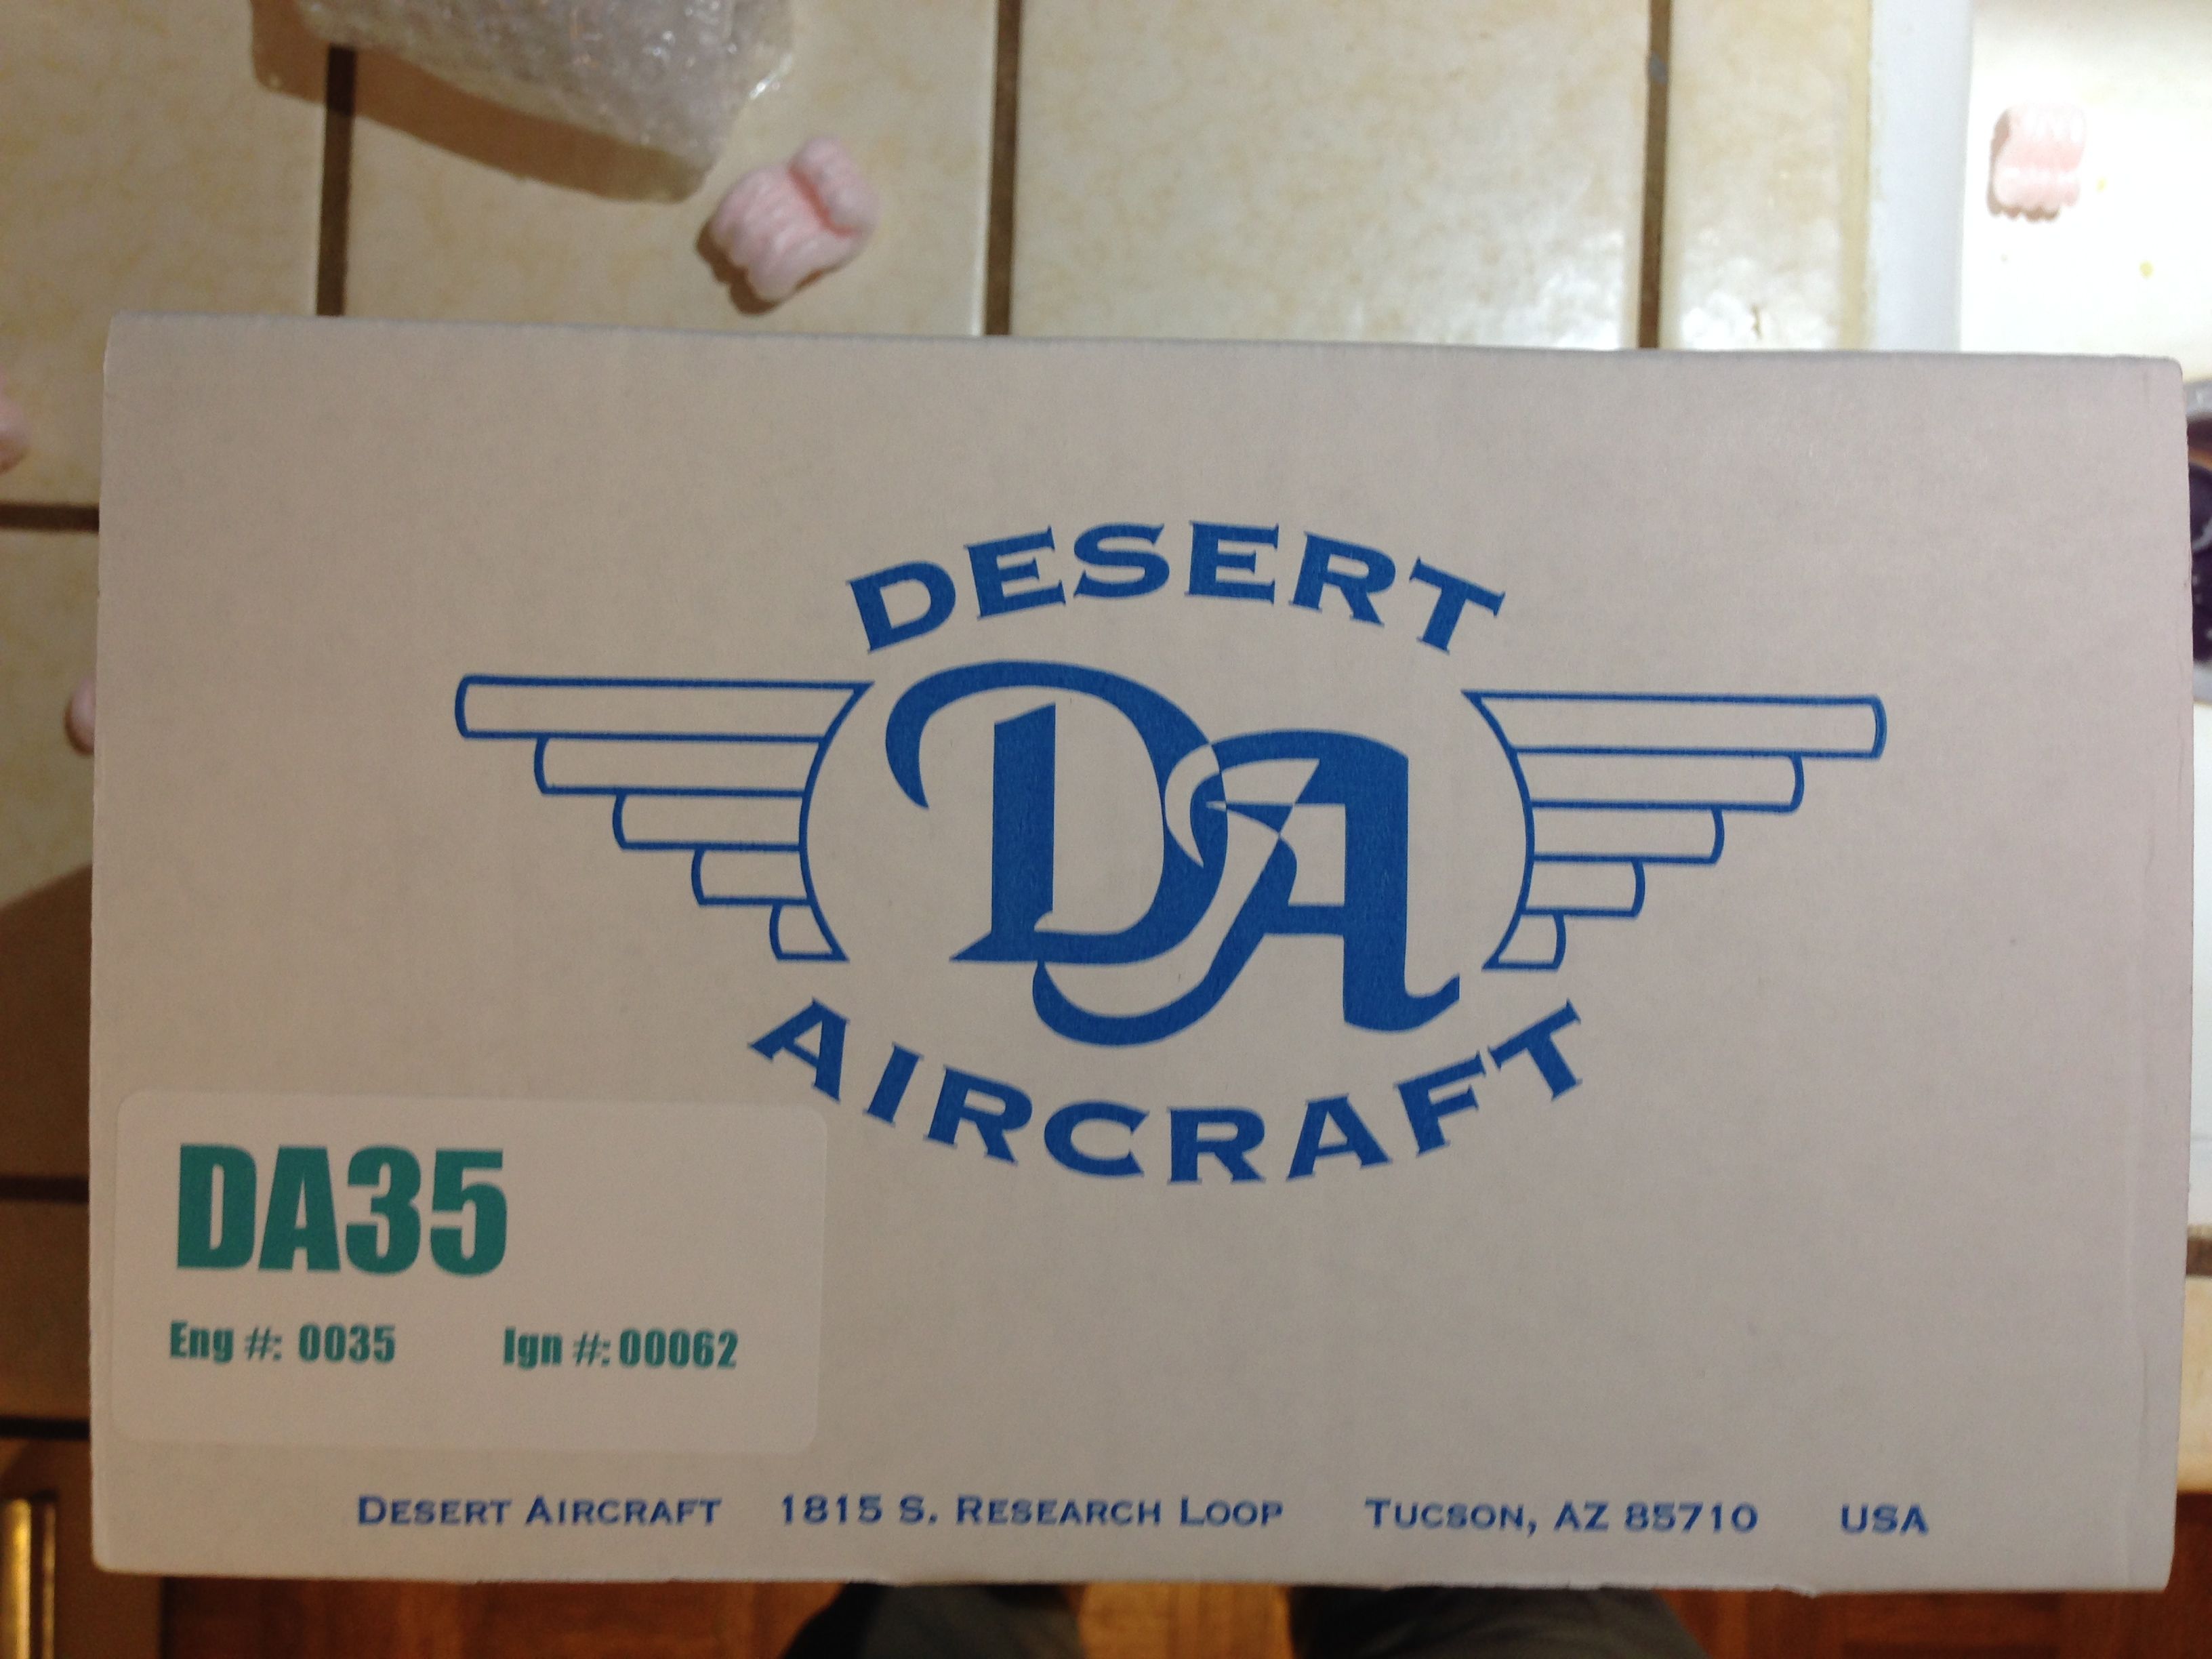 DESERT
DA
AIRCRAFT
DA35
Eng #: 0035 Ign #: 00062
DESERT AIRCRAFT 1815 S. RESEARCH LOOP TUCSON, AZ 85710 USA